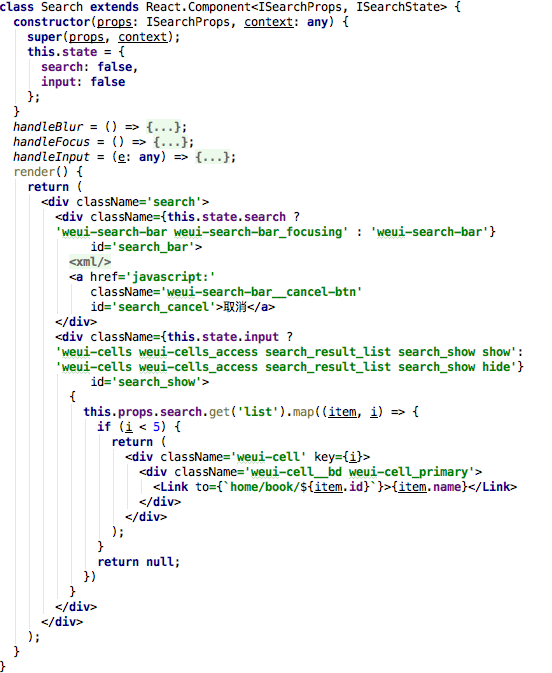 class Search extends React.Component<ISearchProps, ISearchState> {
  constructor(props: ISearchProps, context: any) {
    super(props, context);
    this.state = {
      search: false,
      input: false
    };
  }
  handleBlur = () => {...};
  handleFocus = () => {...};
  handleInput = (e: any) => {...};
  render() {
    return (
      <div className='search'>
        <div className={this.state.search ?
        'weui-search-bar weui-search-bar_focusing' : 'weui-search-bar'}
             id='search_bar'>
          <xml/>
          <a href='javascript:'
             className='weui-search-bar__cancel-btn'
             id='search_cancel'>取消</a>
        </div>
        <div className={this.state.input ?
        'weui-cells weui-cells_access search_result_list search_show show':
        'weui-cells weui-cells_access search_result_list search_show hide'}
             id='search_show'>
          {
            this.props.search.get('list').map((item, i) => {
              if (i < 5) {
                return (
                  <div className='weui-cell' key={i}>
                    <div className='weui-cell__bd weui-cell_primary'>
                      <Link to={`home/book/${item.id}`}>{item.name}</Link>
                    </div>
                  </div>
                );
              }
              return null;
            })
          }
        </div>
      </div>
    );
  }
}